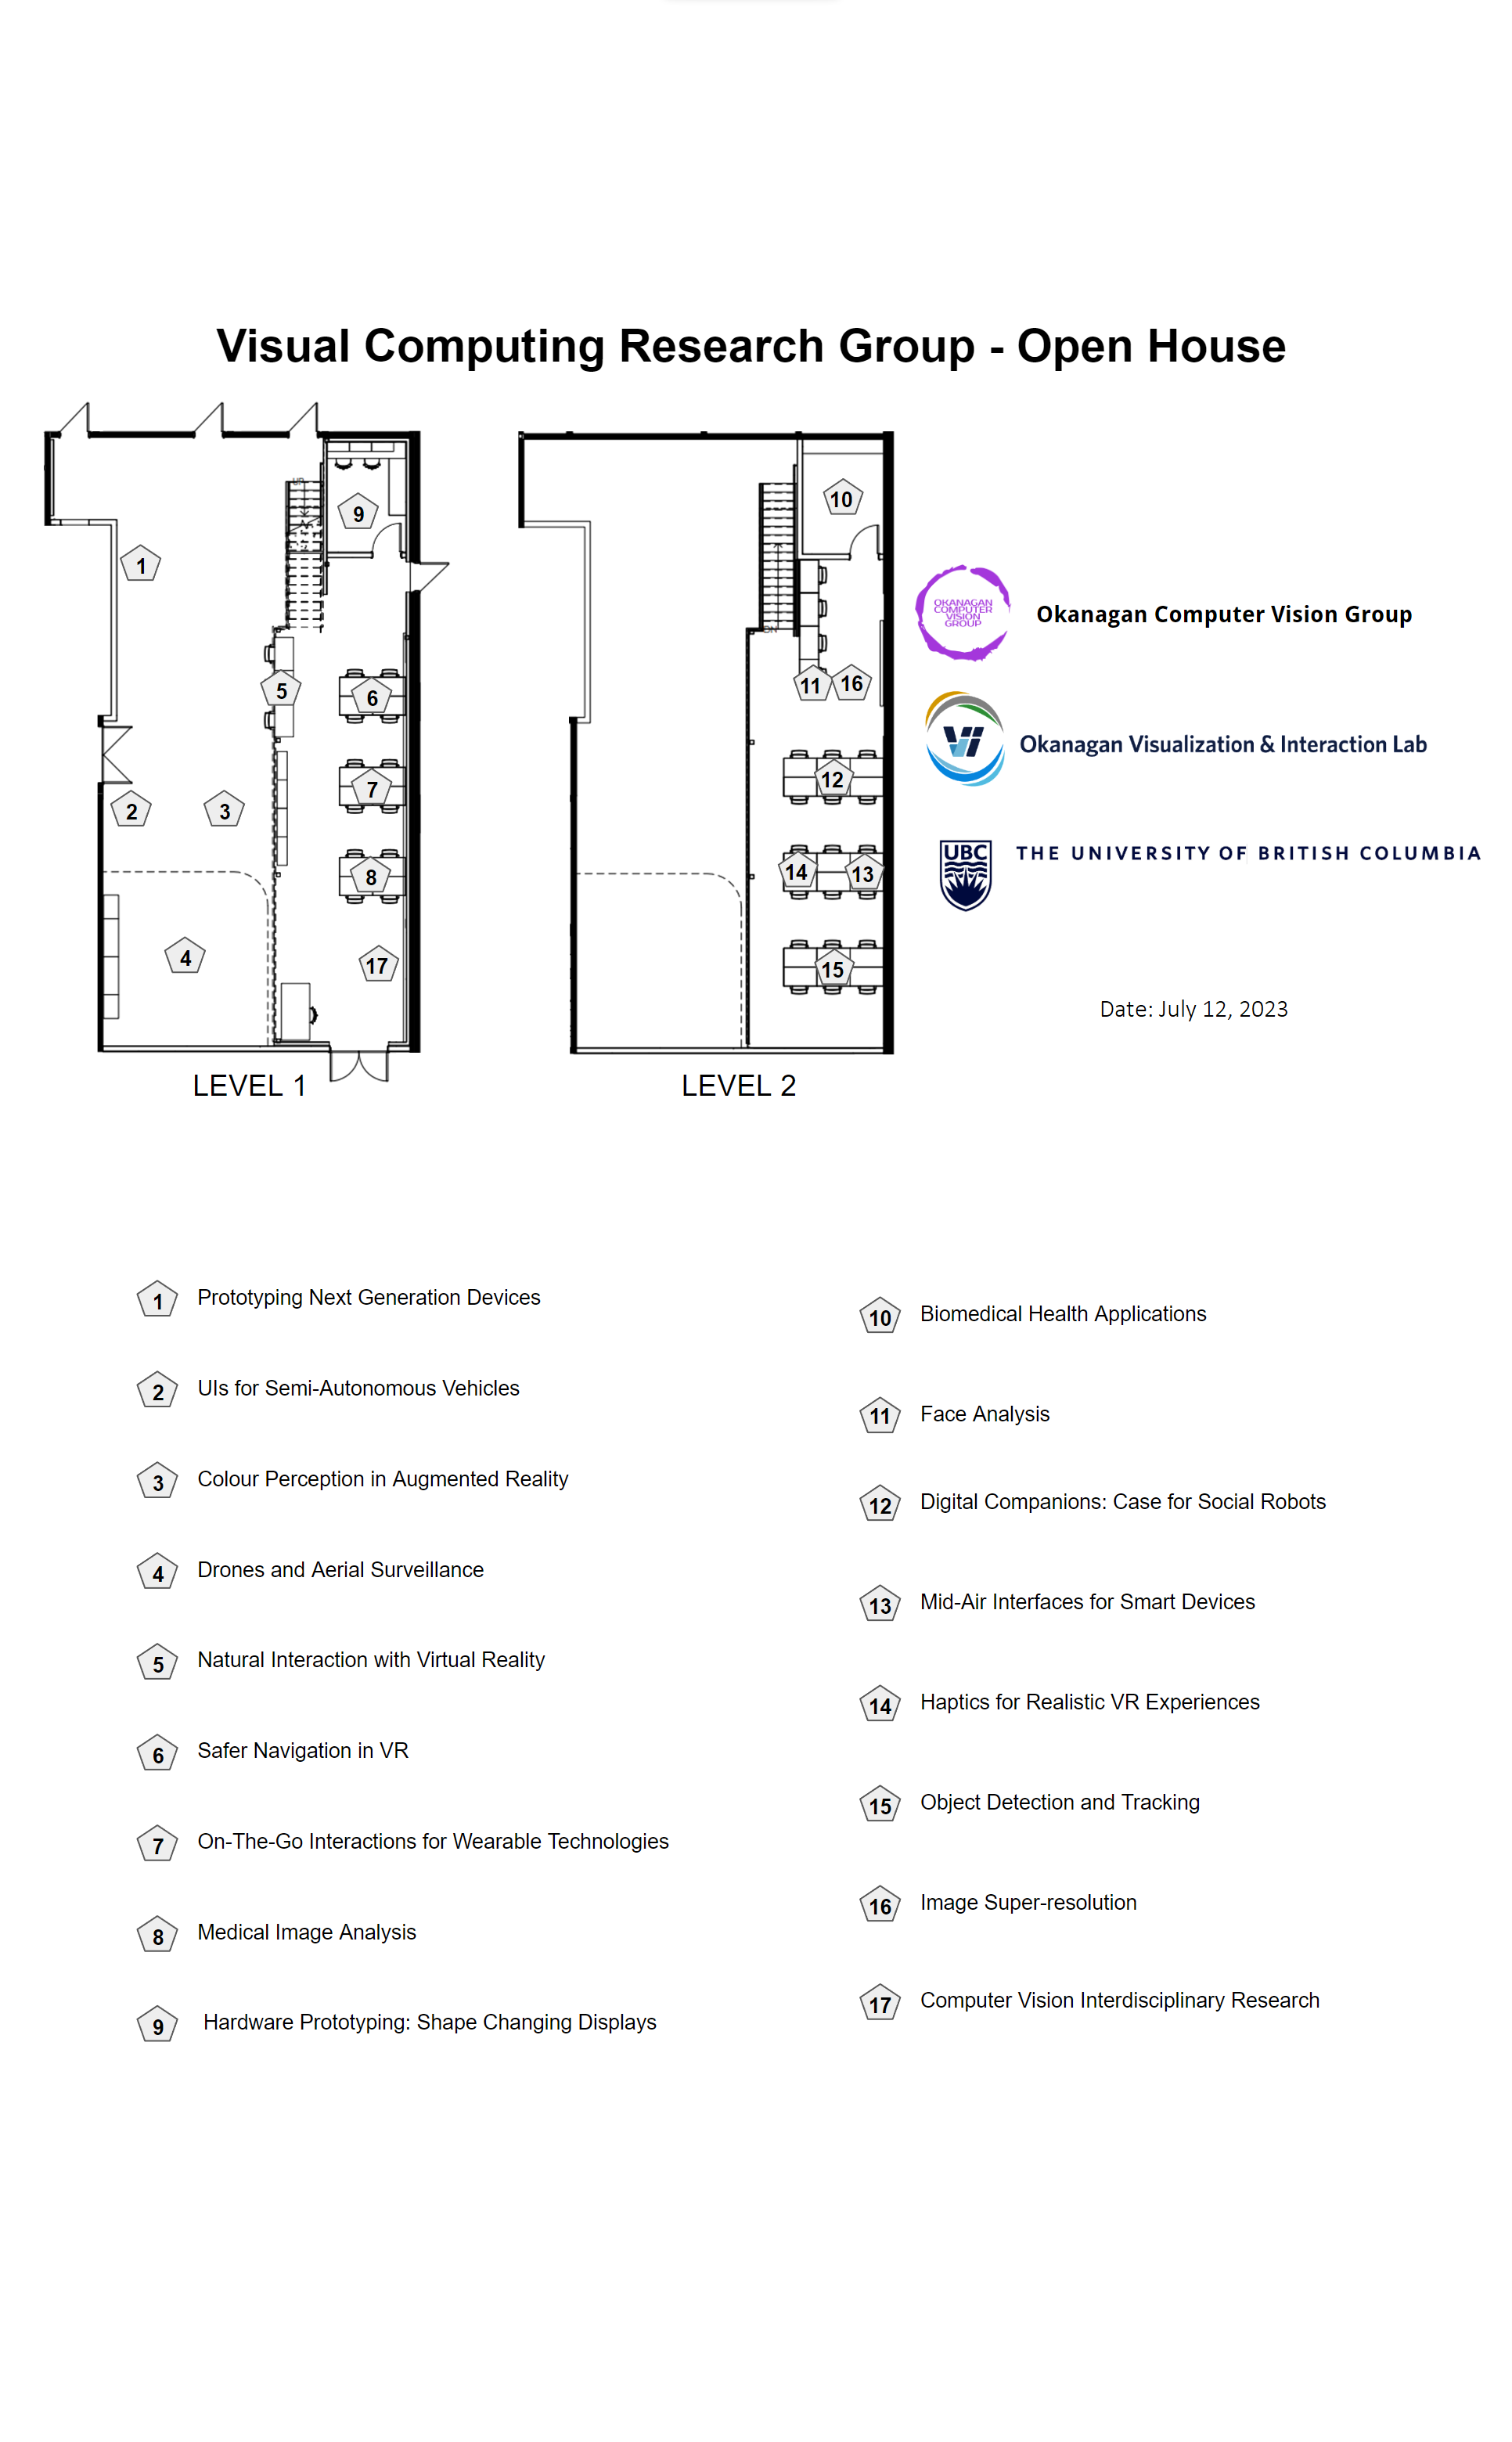 Visual Computing Research Group - Open House
UP
9
1
5
6
7
2
3
8
4
17
LEVEL 1
10
DN
11
16
12
14
13
15
LEVEL 2
OKANAGAN
COMPUTER
VISION
GROUP
Okanagan Computer Vision Group
Okanagan Visualization & Interaction Lab
UBC
THE UNIVERSITY OF BRITISH COLUMBIA
Date: July 12, 2023
1 Prototyping Next Generation Devices
2 UIs for Semi-Autonomous Vehicles
3 Colour Perception in Augmented Reality
4 Drones and Aerial Surveillance
5 Natural Interaction with Virtual Reality
6 Safer Navigation in VR
7 On-The-Go Interactions for Wearable Technologies
8 Medical Image Analysis
9 Hardware Prototyping: Shape Changing Displays
10 Biomedical Health Applications
11 Face Analysis
12 Digital Companions: Case for Social Robots
13 Mid-Air Interfaces for Smart Devices
14 Haptics for Realistic VR Experiences
15 Object Detection and Tracking
16 Image Super-resolution
17 Computer Vision Interdisciplinary Research